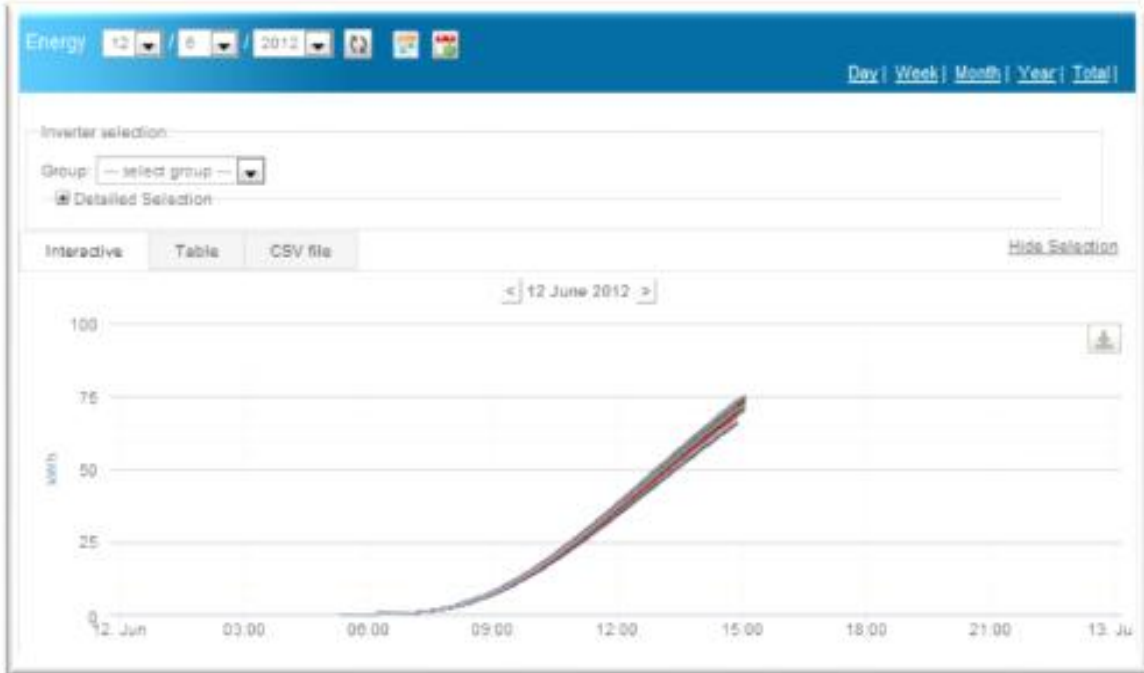 Energy 12 / 6 / 2012
Day | Week | Month | Year | Total |
Inverter selection
Group: --- select group ---
Detailed Selection
Interactive Table CSV file Hide Selection
< 12 June 2012 >
100
75
50
25
0
kWh
12. Jun 03:00 06:00 09:00 12:00 15:00 18:00 21:00 13. Ju